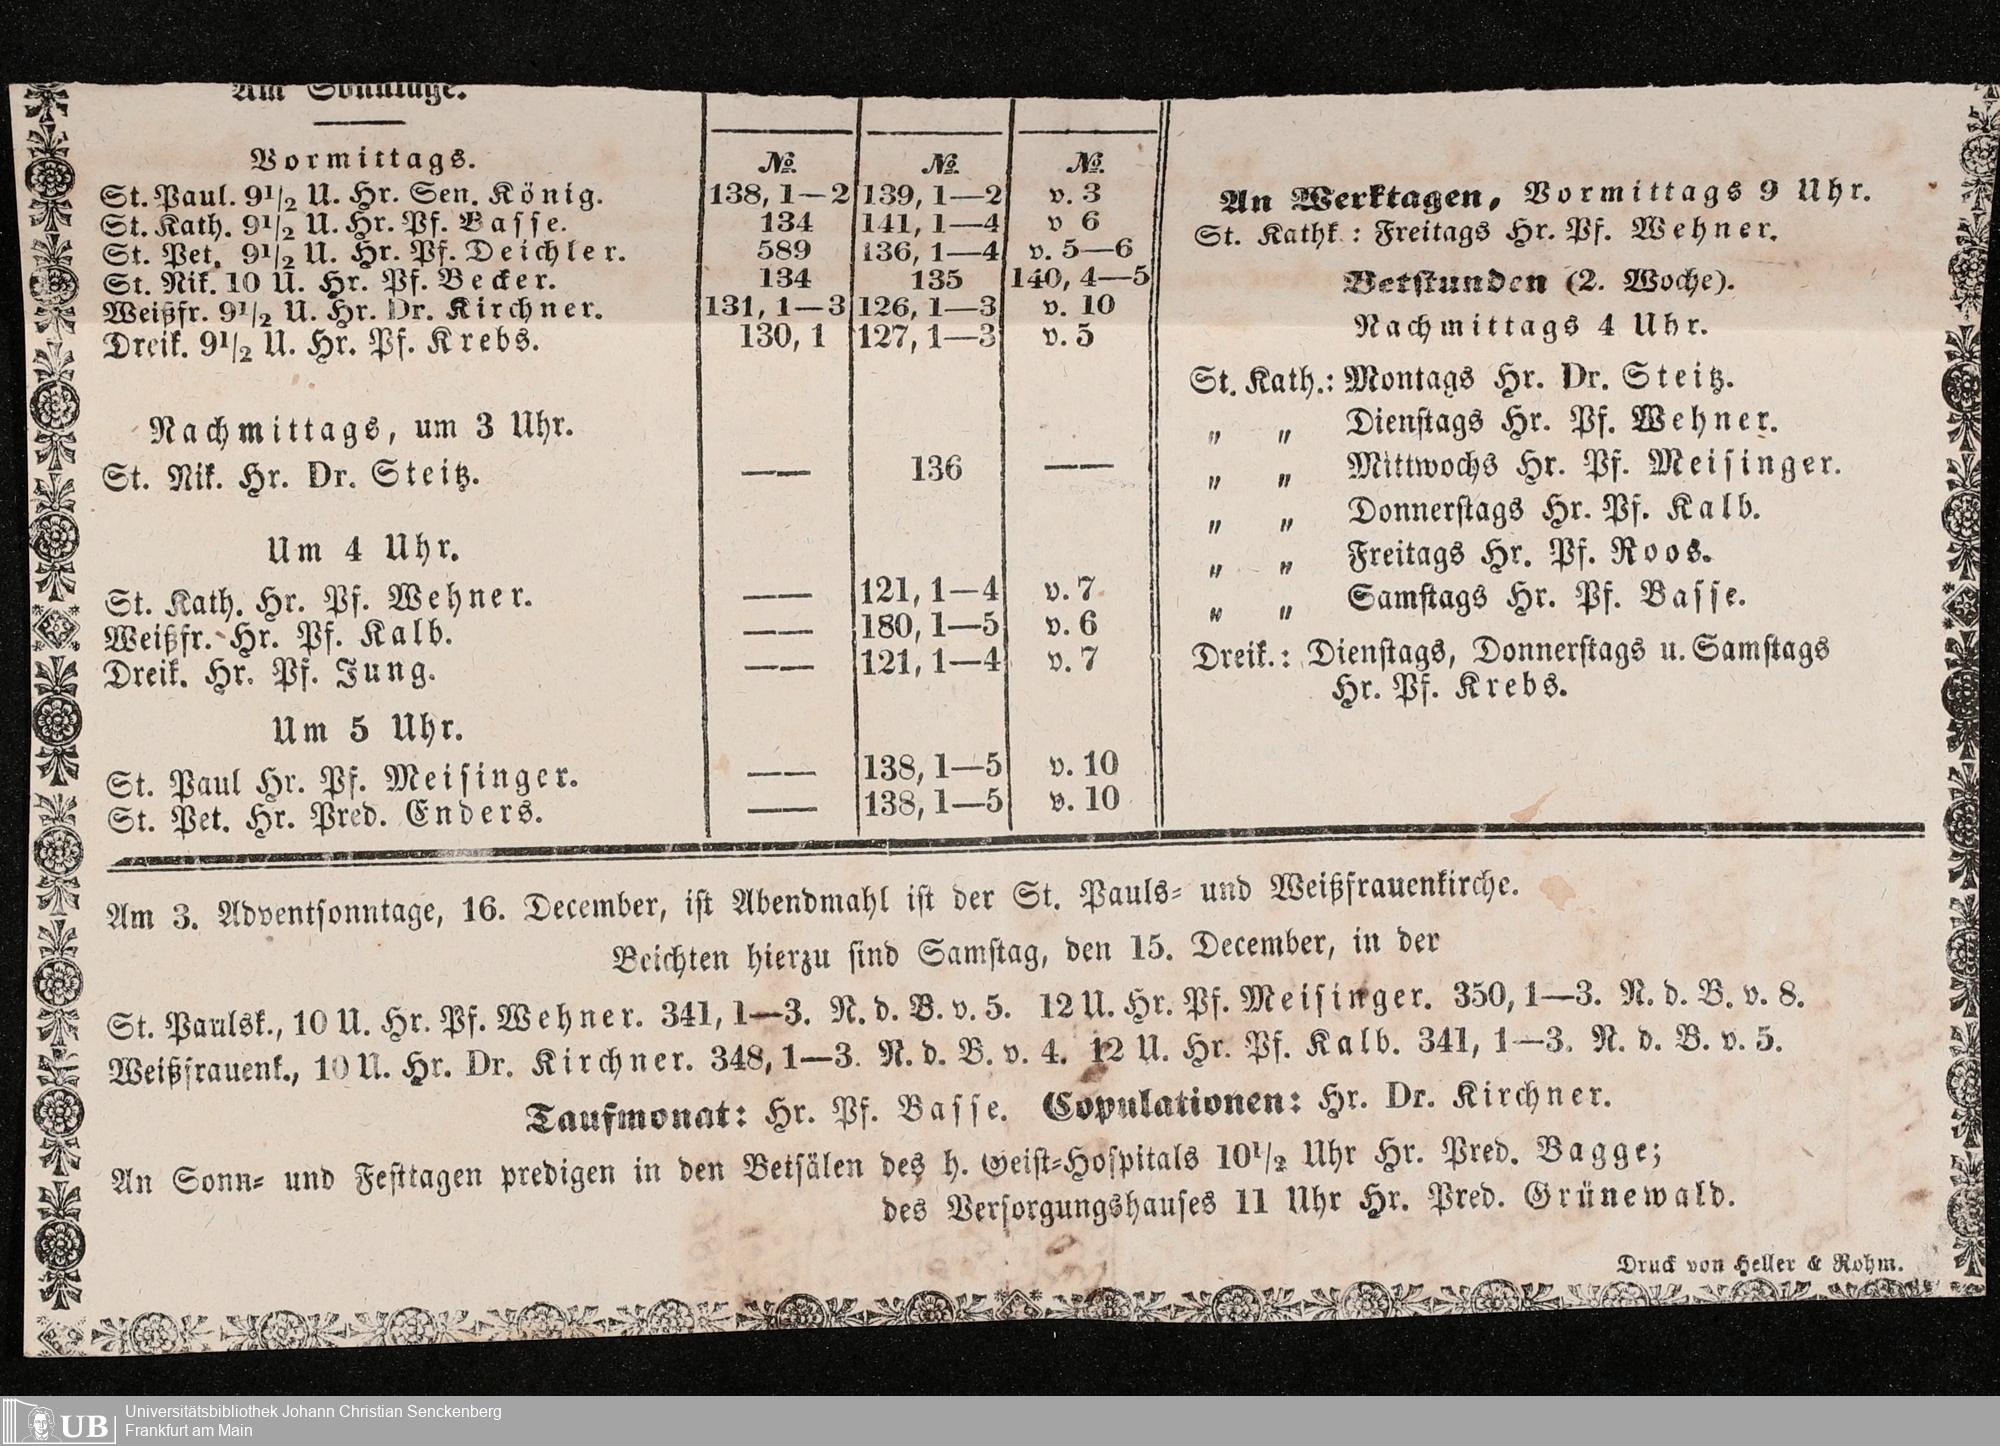 Am Sonntage.
Vormittags. No. No. No.
St. Paul. 9½ U. Hr. Sen. König. 138, 1—2 139, 1—2 v. 3
St. Kath. 9½ U. Hr. Pf. Basse. 134 141, 1—4 v 6
St. Pet. 9½ U. Hr. Pf. Deichler. 589 136, 1—4 v. 5—6
St. Nik. 10 U. Hr. Pf. Becker. 134 135 140, 4—5
Weißfr. 9½ U. Hr. Dr. Kirchner. 131, 1—3 126, 1—3 v. 10
Dreik. 9½ U. Hr. Pf. Krebs. 130, 1 127, 1—3 v. 5
Nachmittags, um 3 Uhr.
St. Nik. Hr. Dr. Steitz. —— 136 ——
Um 4 Uhr.
St. Kath. Hr. Pf. Wehner. —— 121, 1—4 v. 7
Weißfr. Hr. Pf. Kalb. —— 180, 1—5 v. 6
Dreik. Hr. Pf. Jung. —— 121, 1—4 v. 7
Um 5 Uhr.
St. Paul Hr. Pf. Meisinger. —— 138, 1—5 v. 10
St. Pet. Hr. Pred. Enders. —— 138, 1—5 v. 10
An Werktagen, Vormittags 9 Uhr.
St. Kathk.: Freitags Hr. Pf. Wehner.
Betstunden (2. Woche).
Nachmittags 4 Uhr.
St. Kath.: Montags Hr. Dr. Steitz.
„ „ Dienstags Hr. Pf. Wehner.
„ „ Mittwochs Hr. Pf. Meisinger.
„ „ Donnerstags Hr. Pf. Kalb.
„ „ Freitags Hr. Pf. Roos.
„ „ Samstags Hr. Pf. Basse.
Dreik.: Dienstags, Donnerstags u. Samstags
Hr. Pf. Krebs.
Am 3. Adventsonntage, 16. December, ist Abendmahl ist der St. Pauls- und Weißfrauenkirche.
Beichten hierzu sind Samstag, den 15. December, in der
St. Paulsk., 10 U. Hr. Pf. Wehner. 341, 1—3. N. d. B. v. 5. 12 U. Hr. Pf. Meisinger. 350, 1—3. N. d. B. v. 8.
Weißfrauenk., 10 U. Hr. Dr. Kirchner. 348, 1—3. N. d. B. v. 4. 12 U. Hr. Pf. Kalb. 341, 1—3. N. d. B. v. 5.
Taufmonat: Hr. Pf. Basse. Copulationen: Hr. Dr. Kirchner.
An Sonn- und Festtagen predigen in den Betsälen des h. Geist-Hospitals 10½ Uhr Hr. Pred. Bagge;
des Versorgungshauses 11 Uhr Hr. Pred. Grünewald.
Druck von Heller & Rohm.
UB Universitätsbibliothek Johann Christian Senckenberg
Frankfurt am Main